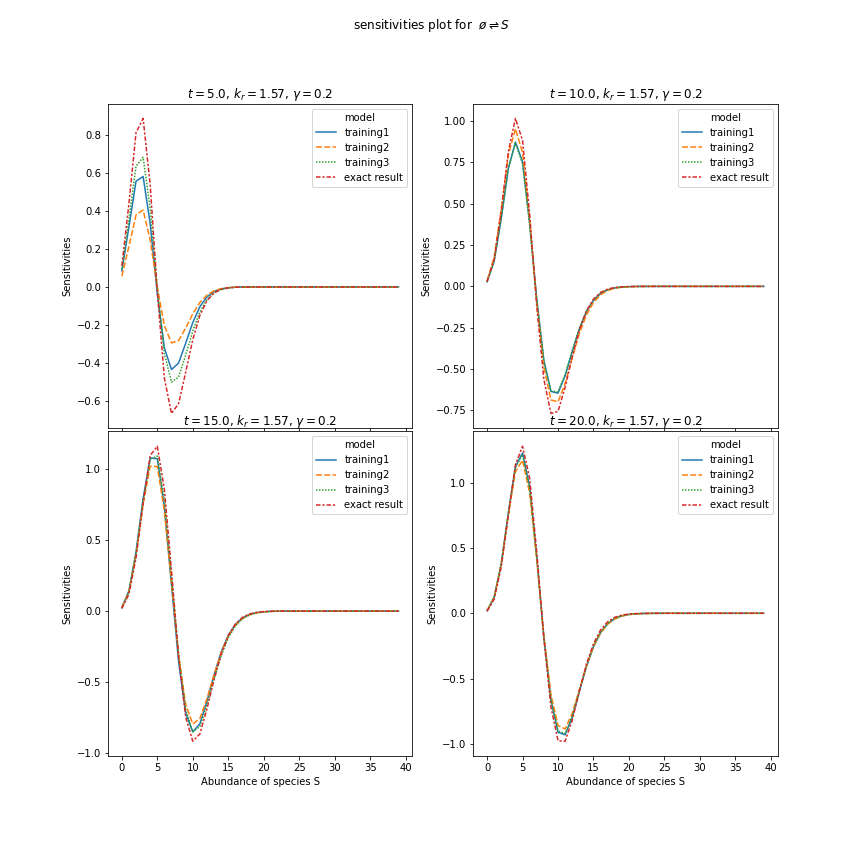 sensitivities plot for ø ⇌ S
t = 5.0, k_r = 1.57, γ = 0.2
Sensitivities
0.8
0.6
0.4
0.2
0.0
−0.2
−0.4
−0.6
model
training1
training2
training3
exact result
t = 10.0, k_r = 1.57, γ = 0.2
Sensitivities
1.00
0.75
0.50
0.25
0.00
−0.25
−0.50
−0.75
model
training1
training2
training3
exact result
t = 15.0, k_r = 1.57, γ = 0.2
Sensitivities
1.0
0.5
0.0
−0.5
−1.0
model
training1
training2
training3
exact result
0 5 10 15 20 25 30 35 40
Abundance of species S
t = 20.0, k_r = 1.57, γ = 0.2
Sensitivities
1.0
0.5
0.0
−0.5
−1.0
model
training1
training2
training3
exact result
0 5 10 15 20 25 30 35 40
Abundance of species S